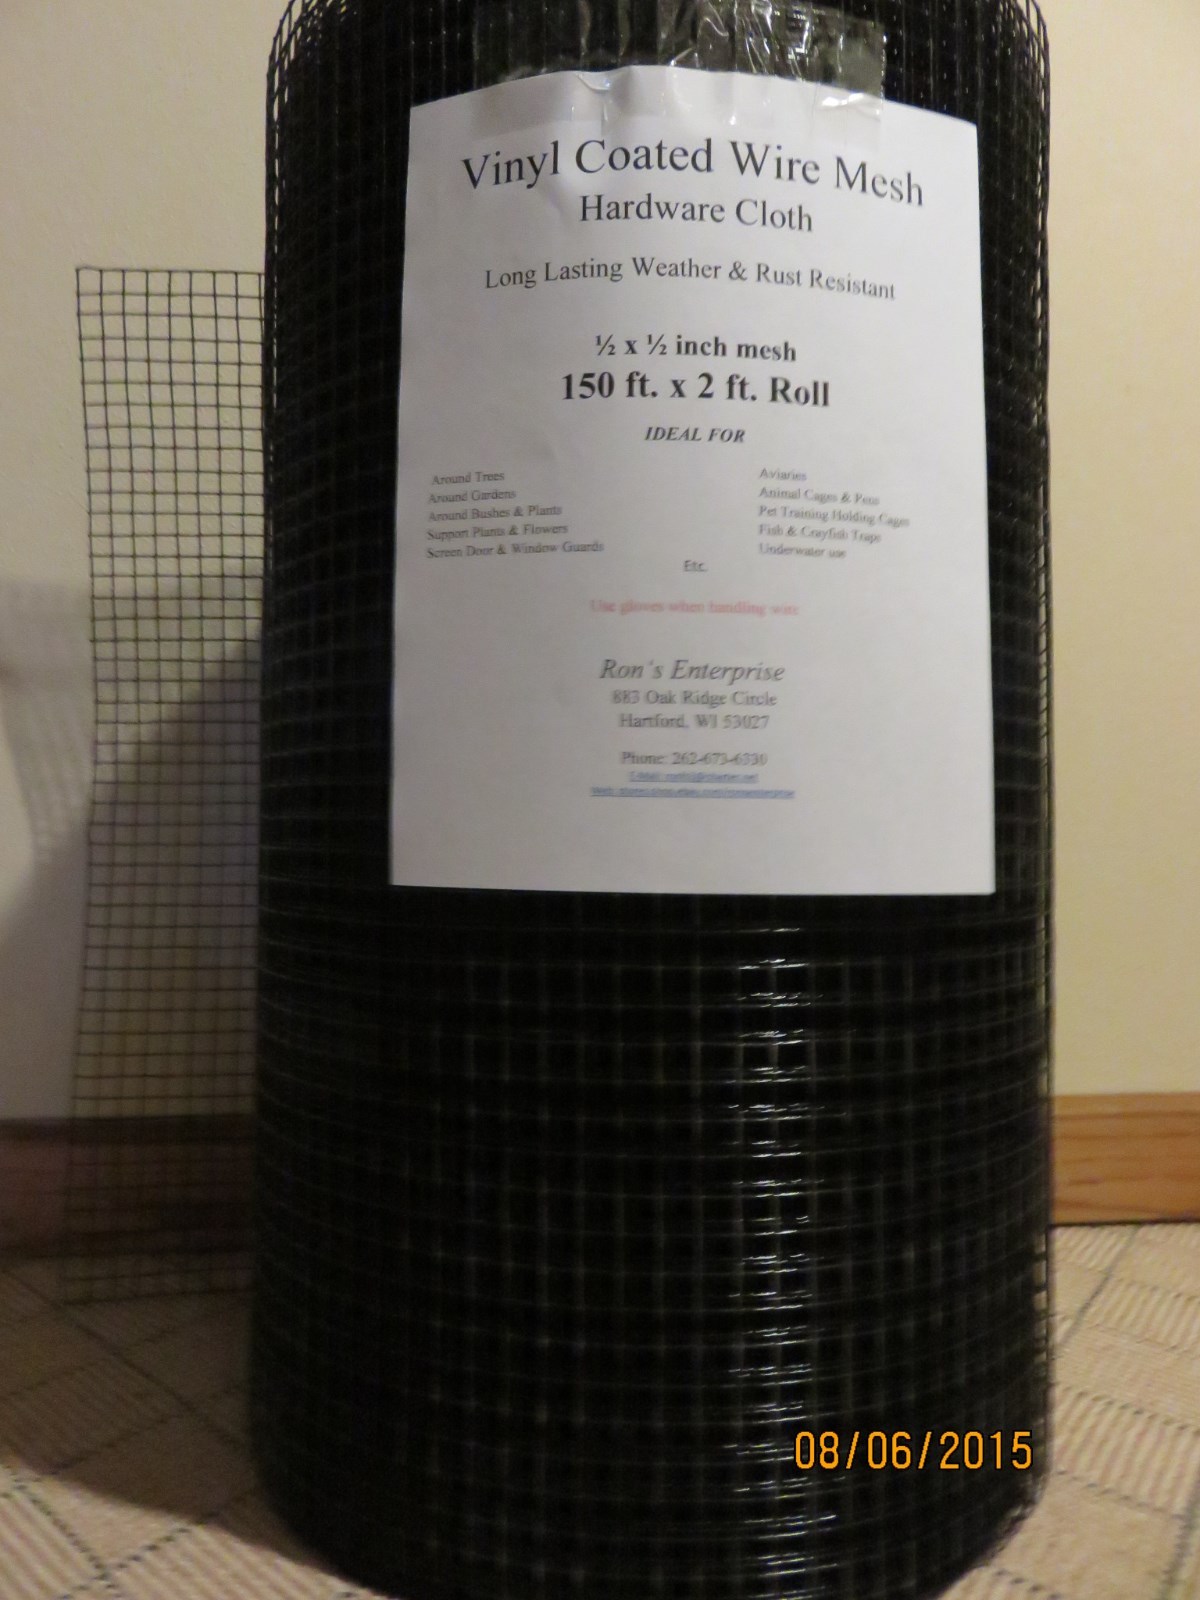 Vinyl Coated Wire Mesh
Hardware Cloth
Long Lasting Weather & Rust Resistant
½ x ½ inch mesh
150 ft. x 2 ft. Roll
IDEAL FOR
Around Trees
Around Gardens
Around Bushes & Plants
Support Plants & Flowers
Screen Door & Window Guards
Aviaries
Animal Cages & Pens
Pet Training Holding Cages
Fish & Crayfish Traps
Underwater use
Etc.
Use gloves when handling wire
Ron's Enterprise
883 Oak Ridge Circle
Hartford, WI 53027
Phone: 262-673-6330
08/06/2015